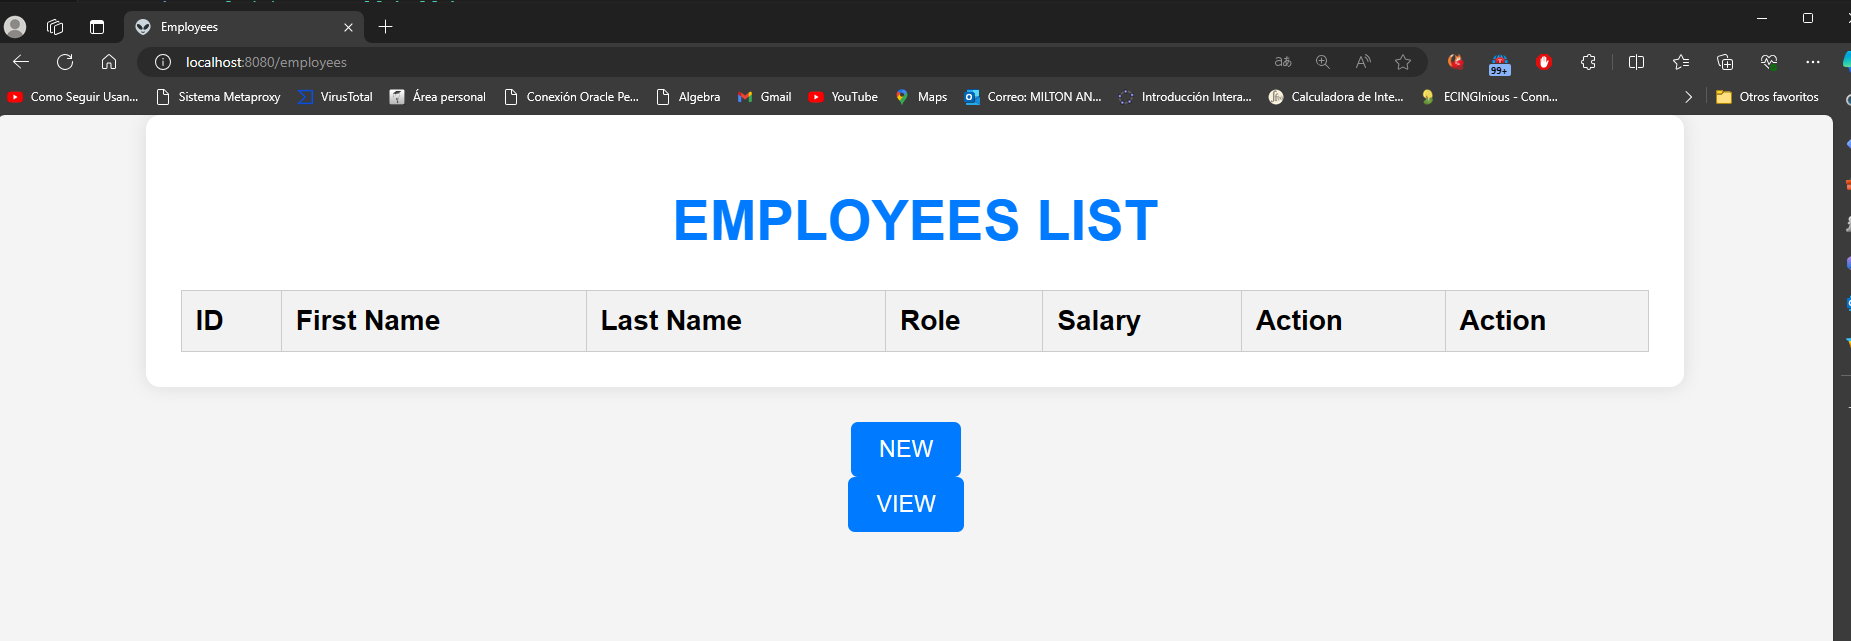 Employees
localhost:8080/employees
aあ
A
99+
Como Seguir Usan...
Sistema Metaproxy
VirusTotal
Área personal
Conexión Oracle Pe...
Algebra
Gmail
YouTube
Maps
Correo: MILTON AN...
Introducción Intera...
Calculadora de Inte...
ECINGInious - Conn...
Otros favoritos
EMPLOYEES LIST
ID First Name Last Name Role Salary Action Action
NEW
VIEW